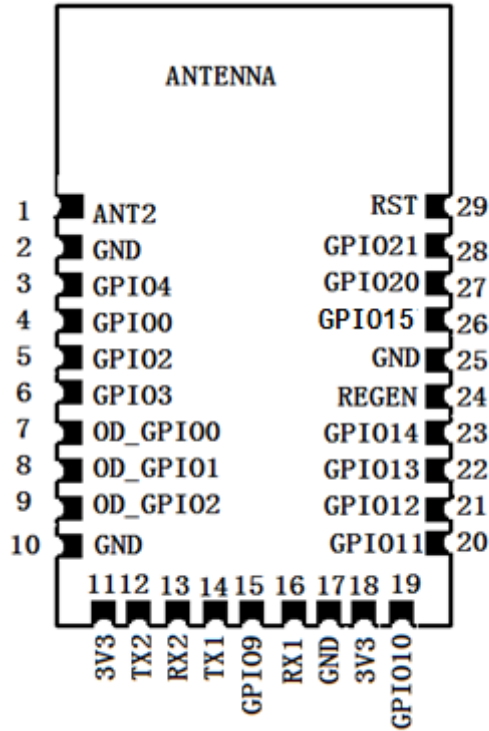 ANTENNA
1 ANT2
2 GND
3 GPIO4
4 GPIO0
5 GPIO2
6 GPIO3
7 OD_GPIO0
8 OD_GPIO1
9 OD_GPIO2
10 GND
RST 29
GPIO21 28
GPIO20 27
GPIO15 26
GND 25
REGEN 24
GPIO14 23
GPIO13 22
GPIO12 21
GPIO11 20
11 12 13 14 15 16 17 18 19
3V3
TX2
RX2
TX1
GPIO9
RX1
GND
3V3
GPIO10